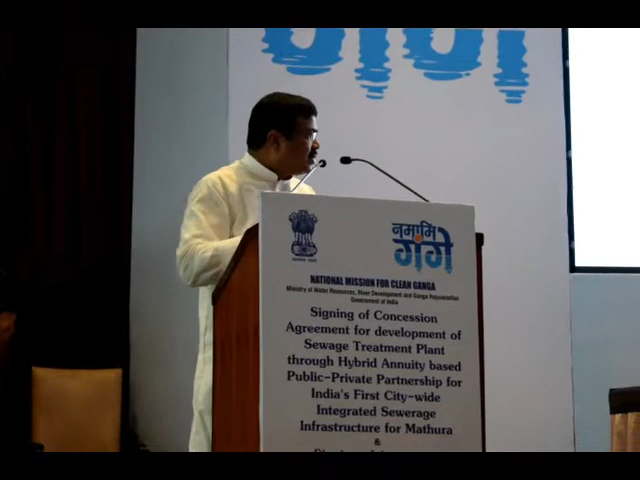 नमामि
गंगे
NATIONAL MISSION FOR CLEAN GANGA
Ministry of Water Resources, River Development and Ganga Rejuvenation
Government of India
Signing of Concession
Agreement for development of
Sewage Treatment Plant
through Hybrid Annuity based
Public-Private Partnership for
India's First City-wide
Integrated Sewerage
Infrastructure for Mathura
&